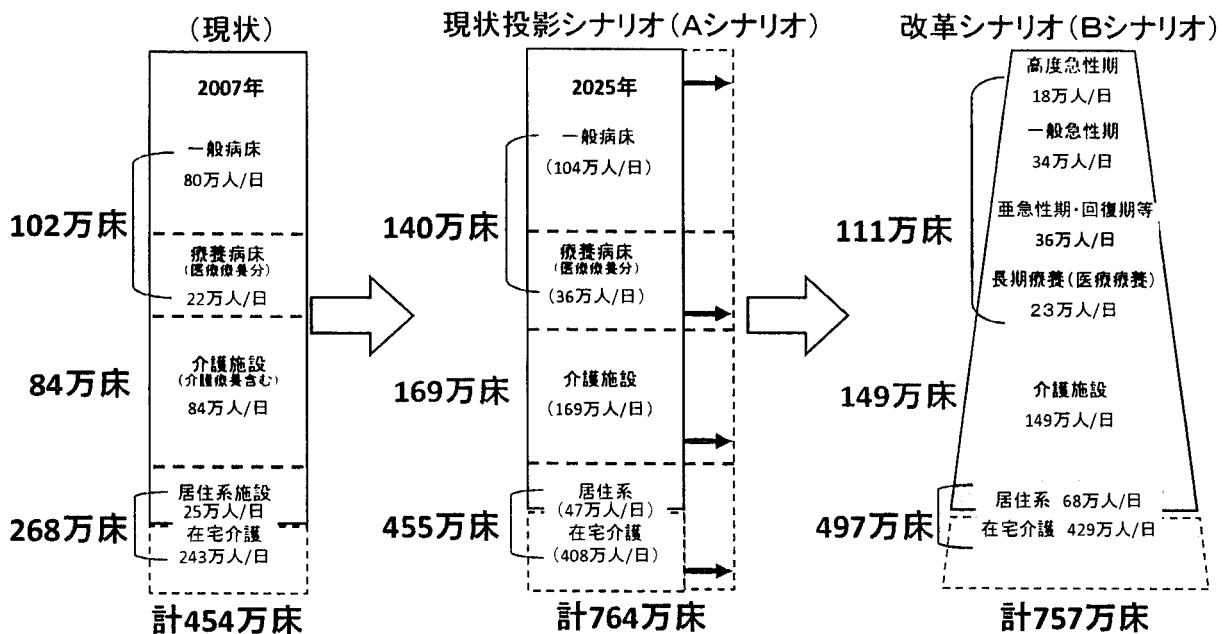 (現状)
2007年
一般病床
80万人/日
102万床
療養病床
(医療療養分)
22万人/日
介護施設
(介護療養含む)
84万人/日
84万床
居住系施設
25万人/日
在宅介護
243万人/日
268万床
計454万床
現状投影シナリオ(Aシナリオ)
2025年
一般病床
(104万人/日)
140万床
療養病床
(医療療養分)
(36万人/日)
介護施設
(169万人/日)
169万床
居住系
(47万人/日)
在宅介護
(408万人/日)
455万床
計764万床
改革シナリオ(Bシナリオ)
高度急性期
18万人/日
一般急性期
34万人/日
亜急性期・回復期等
36万人/日
111万床
長期療養(医療療養)
23万人/日
介護施設
149万人/日
149万床
居住系 68万人/日
在宅介護 429万人/日
497万床
計757万床